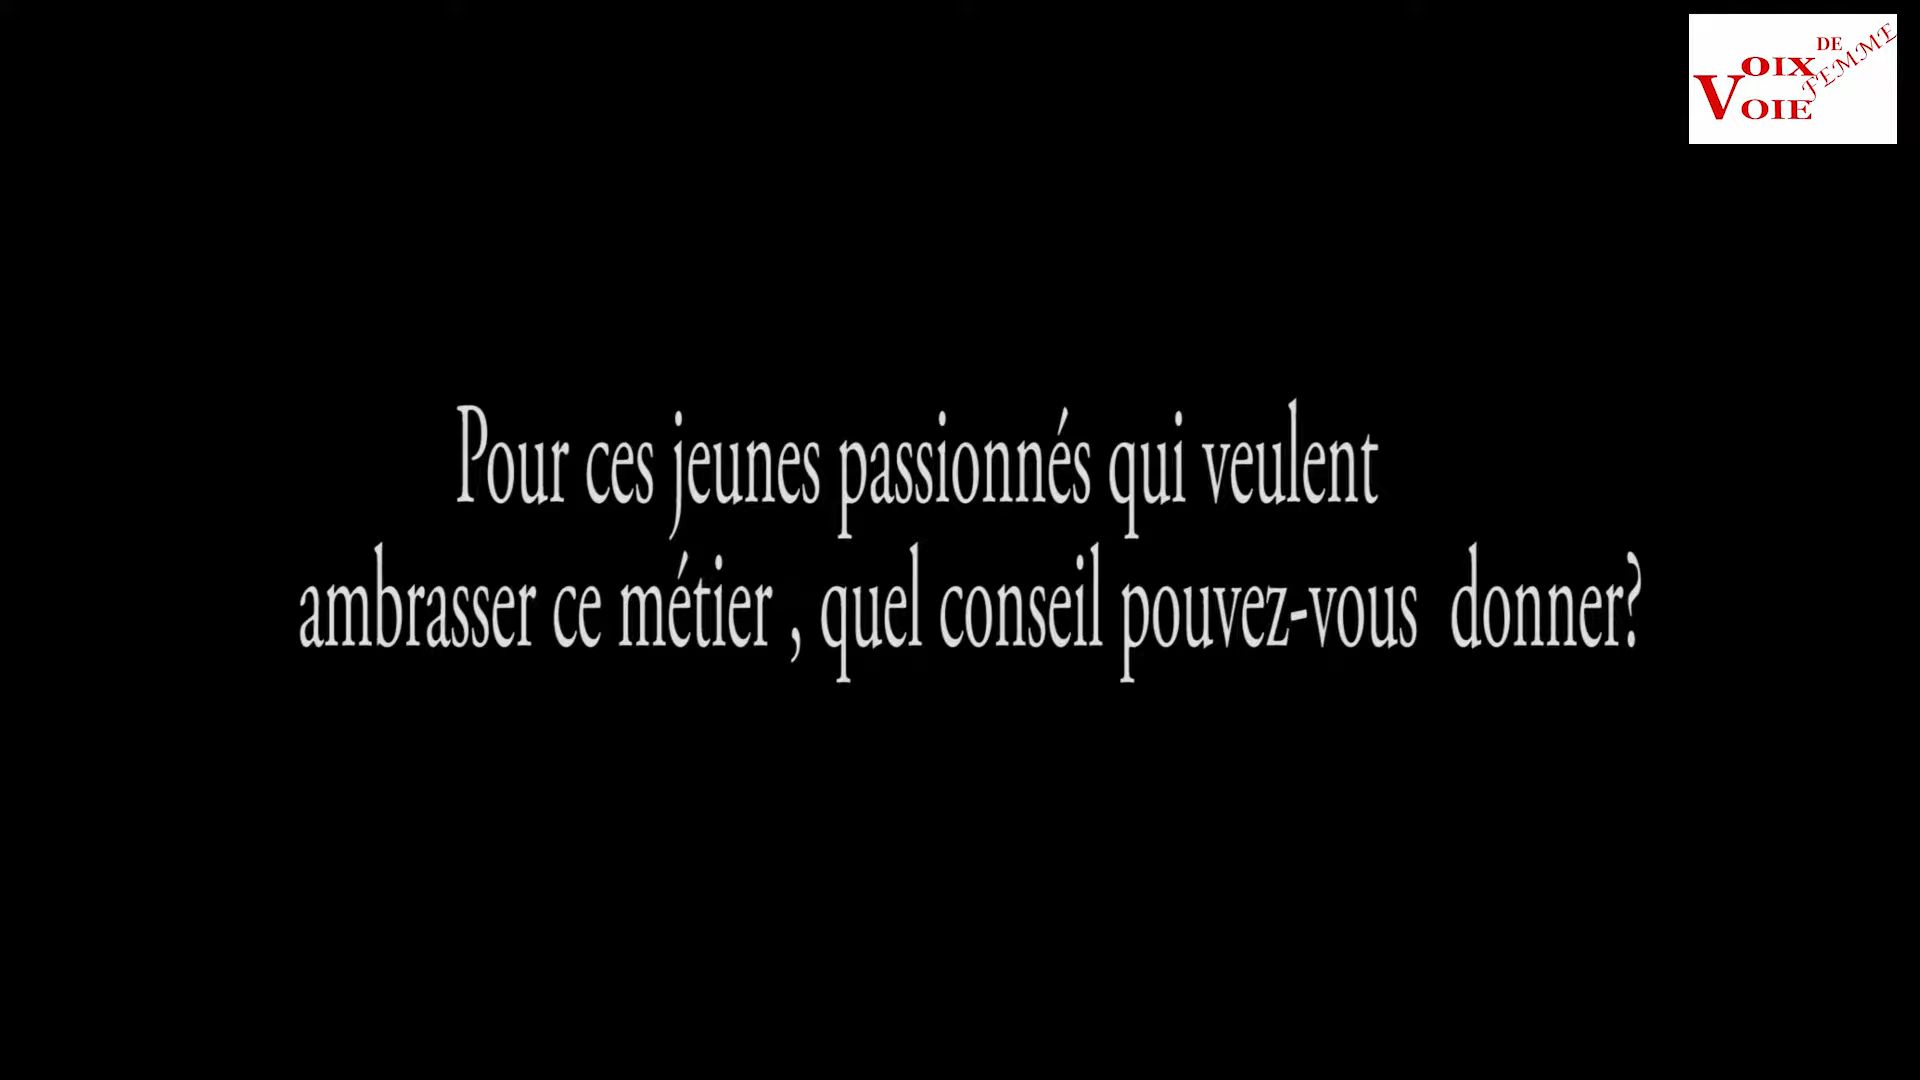 DE
VOIX FEMME
VOIE
Pour ces jeunes passionnés qui veulent
ambrasser ce métier , quel conseil pouvez-vous donner?